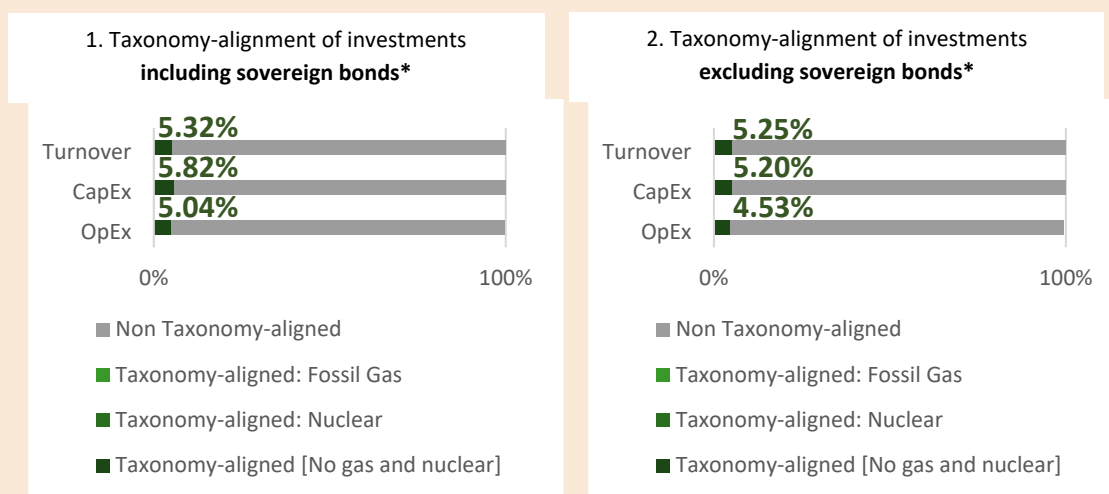 1. Taxonomy-alignment of investments
including sovereign bonds*
5.32%
Turnover
5.82%
CapEx
5.04%
OpEx
0%
100%
Non Taxonomy-aligned
Taxonomy-aligned: Fossil Gas
Taxonomy-aligned: Nuclear
Taxonomy-aligned [No gas and nuclear]
2. Taxonomy-alignment of investments
excluding sovereign bonds*
5.25%
Turnover
5.20%
CapEx
4.53%
OpEx
0%
100%
Non Taxonomy-aligned
Taxonomy-aligned: Fossil Gas
Taxonomy-aligned: Nuclear
Taxonomy-aligned [No gas and nuclear]